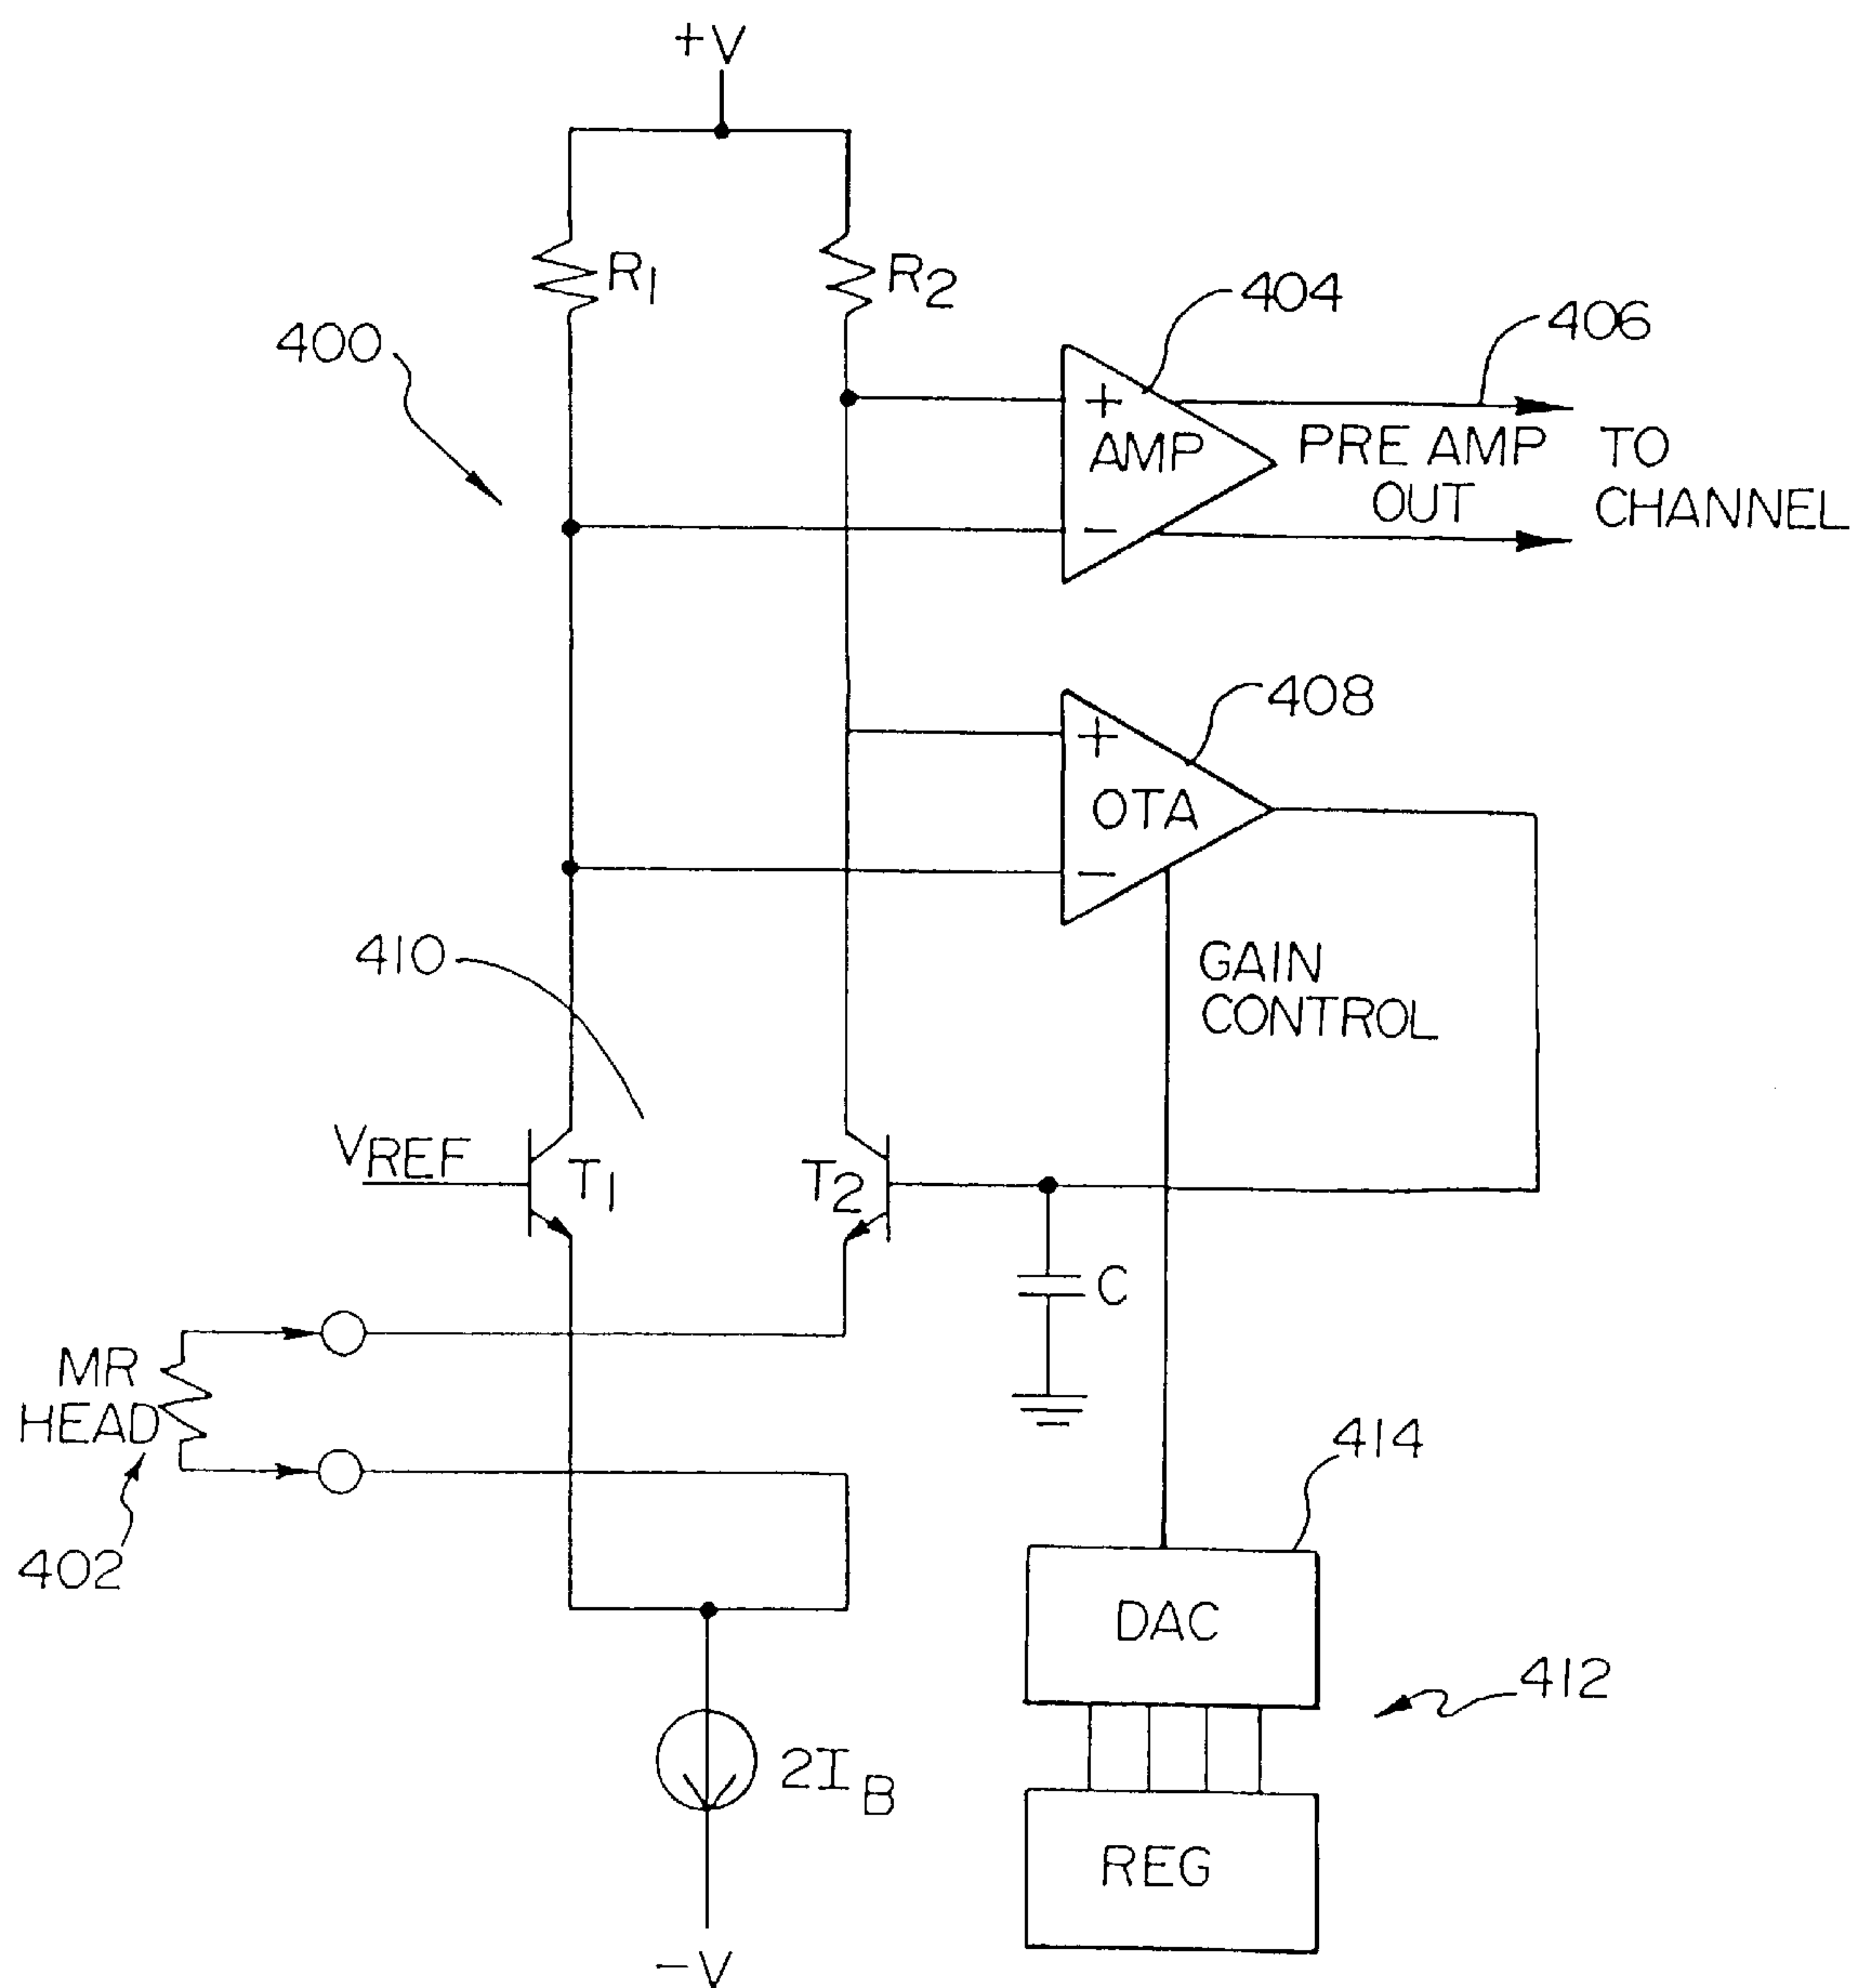 +V
R1
R2
400
404
406
+
AMP
−
PRE AMP
OUT
TO
CHANNEL
408
+
OTA
−
410
GAIN
CONTROL
VREF
T1
T2
C
MR
HEAD
402
414
DAC
412
2IB
REG
−V